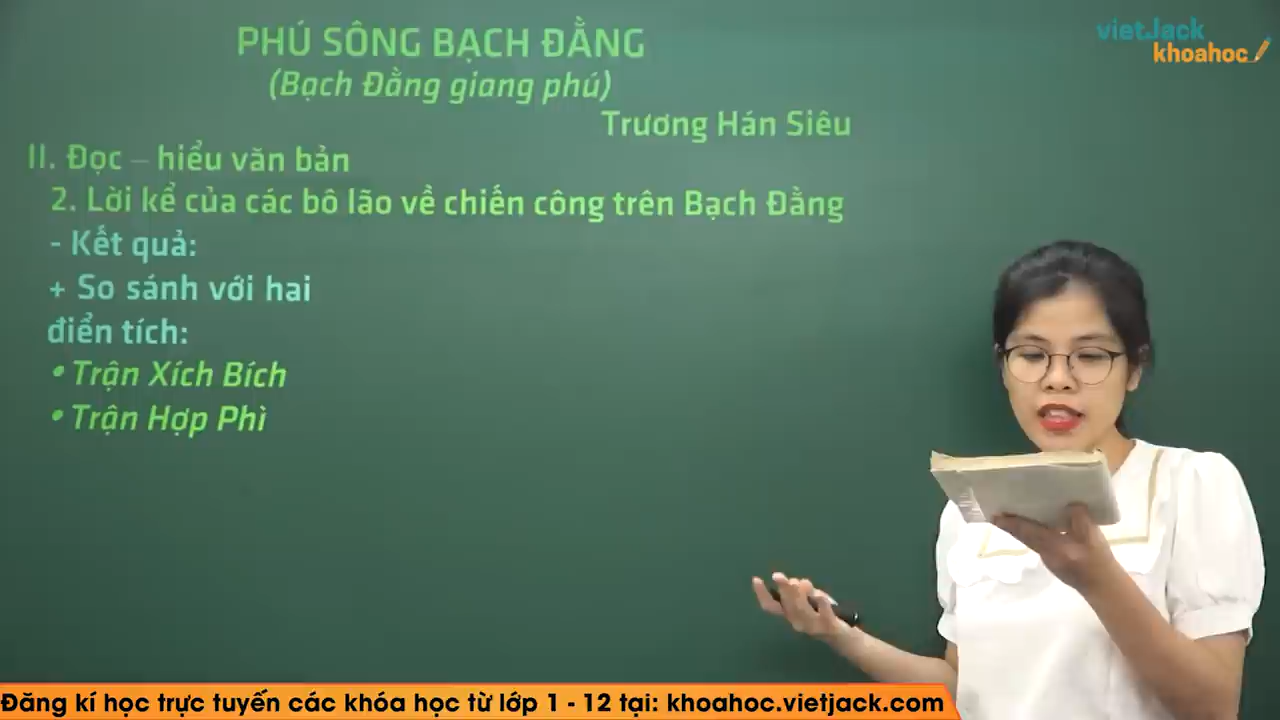 PHÚ SÔNG BẠCH ĐẰNG
(Bạch Đằng giang phú)
Trương Hán Siêu
II. Đọc – hiểu văn bản
2. Lời kể của các bô lão về chiến công trên Bạch Đằng
- Kết quả:
+ So sánh với hai
điển tích:
• Trận Xích Bích
• Trận Hợp Phì
vietJack
khoahoc
Đăng kí học trực tuyến các khóa học từ lớp 1 - 12 tại: khoahoc.vietjack.com